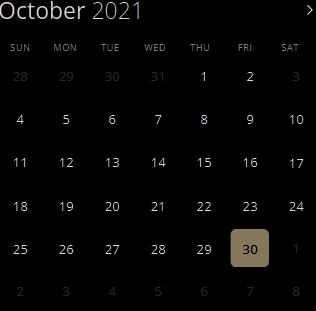 October 2021
SUN MON TUE WED THU FRI SAT
28 29 30 31 1 2 3
4 5 6 7 8 9 10
11 12 13 14 15 16 17
18 19 20 21 22 23 24
25 26 27 28 29 30 1
2 3 4 5 6 7 8